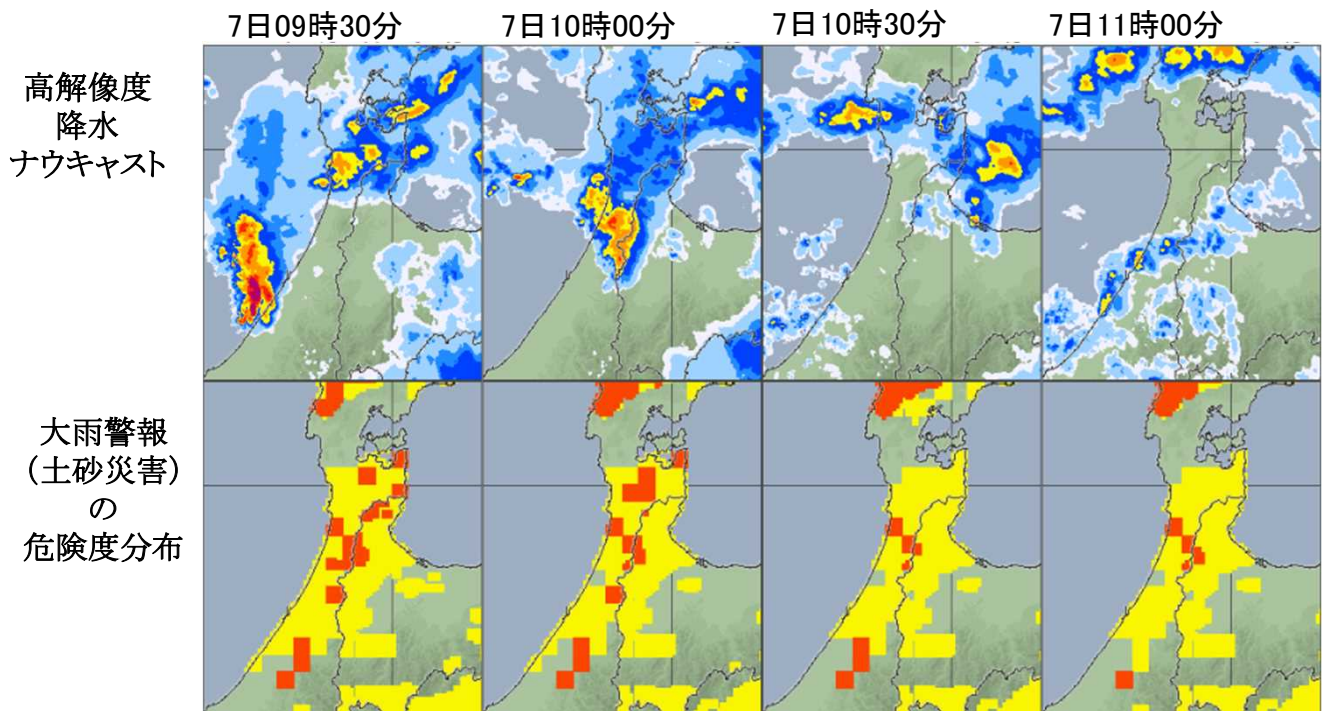 7日09時30分
7日10時00分
7日10時30分
7日11時00分
高解像度
降水
ナウキャスト
大雨警報
(土砂災害)
の
危険度分布